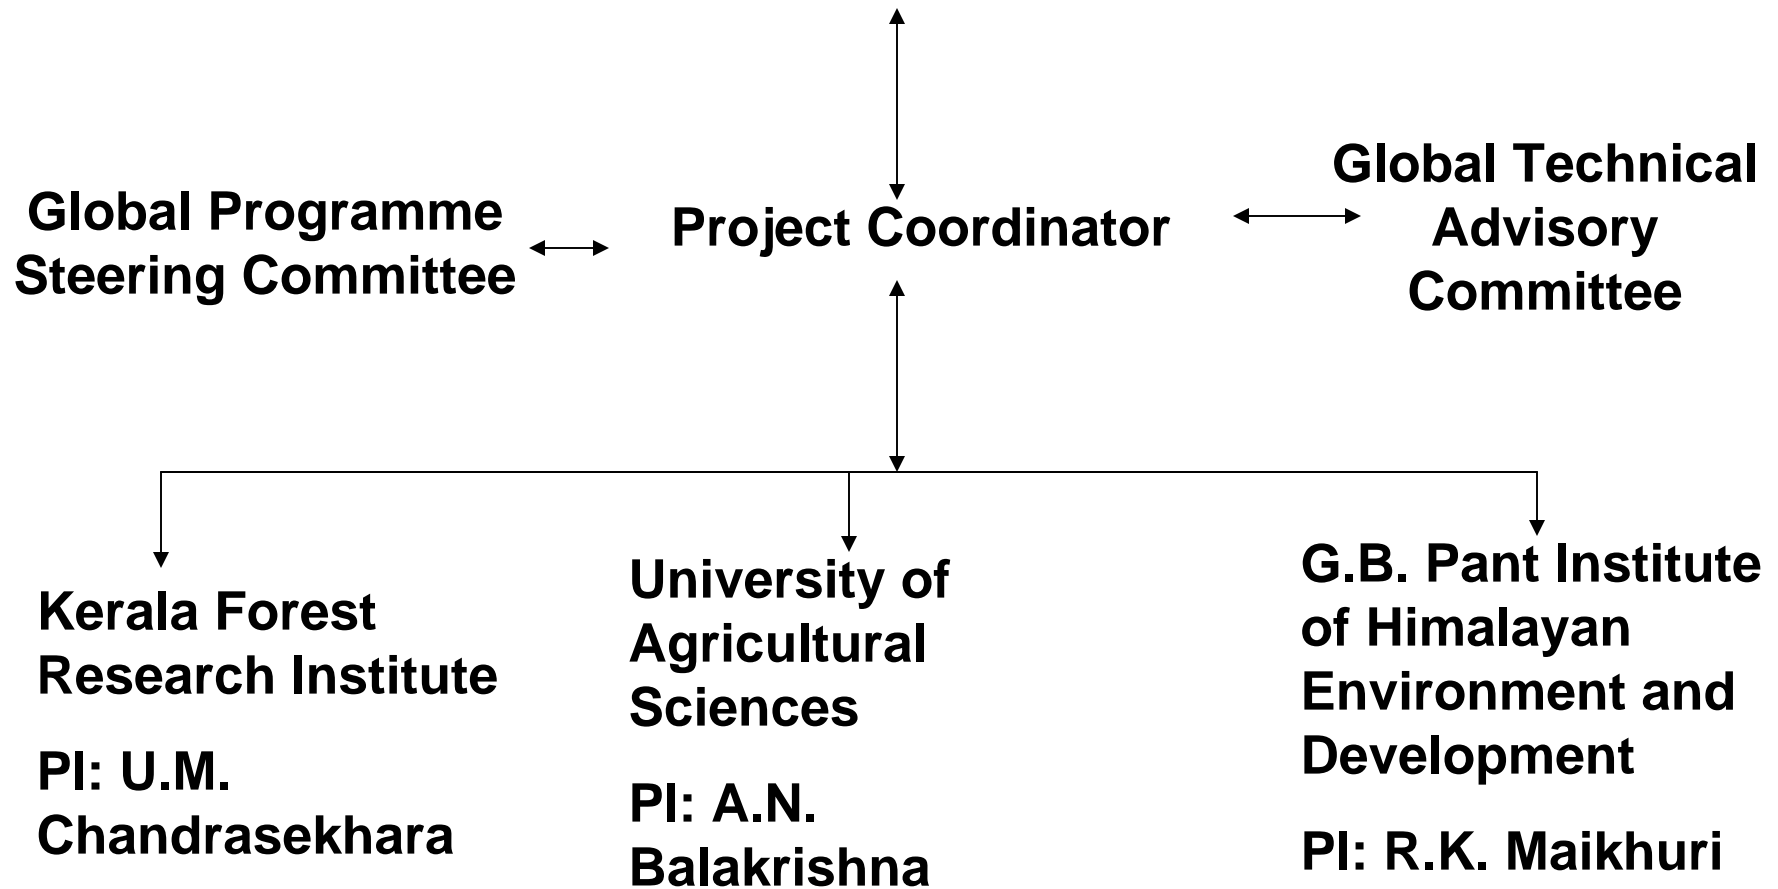 Global Programme
Steering Committee
Project Coordinator
Global Technical
Advisory
Committee
Kerala Forest
Research Institute
PI: U.M.
Chandrasekhara
University of
Agricultural
Sciences
PI: A.N.
Balakrishna
G.B. Pant Institute
of Himalayan
Environment and
Development
PI: R.K. Maikhuri